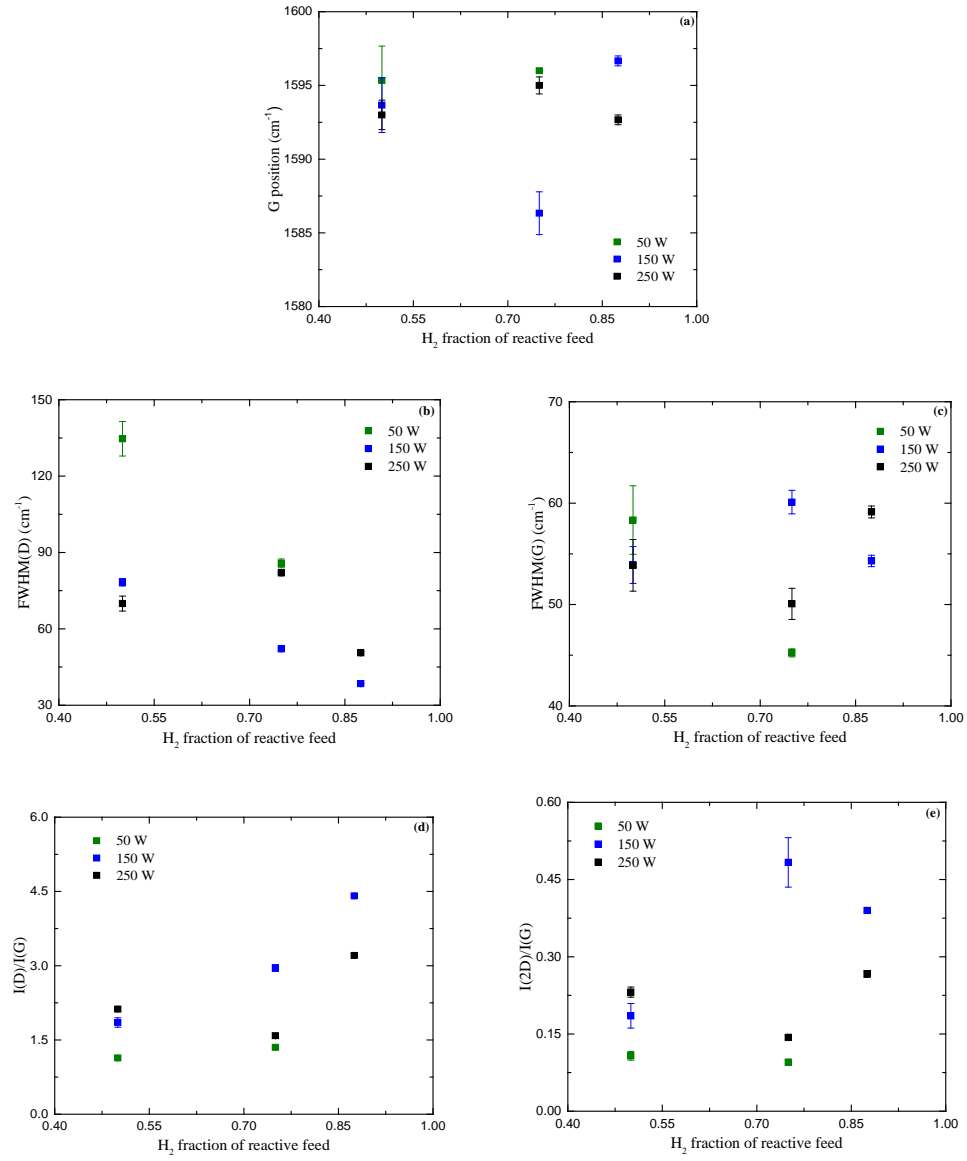 1600
(a)
1595
1590
1585
1580
G position (cm⁻¹)
50 W
150 W
250 W
0.40 0.55 0.70 0.85 1.00
H₂ fraction of reactive feed
150
(b)
120
90
60
30
FWHM(D) (cm⁻¹)
50 W
150 W
250 W
0.40 0.55 0.70 0.85 1.00
H₂ fraction of reactive feed
70
(c)
60
50
40
FWHM(G) (cm⁻¹)
50 W
150 W
250 W
0.40 0.55 0.70 0.85 1.00
H₂ fraction of reactive feed
6.0
(d)
4.5
3.0
1.5
0.0
I(D)/I(G)
50 W
150 W
250 W
0.40 0.55 0.70 0.85 1.00
H₂ fraction of reactive feed
0.60
(e)
0.45
0.30
0.15
0.00
I(2D)/I(G)
50 W
150 W
250 W
0.40 0.55 0.70 0.85 1.00
H₂ fraction of reactive feed